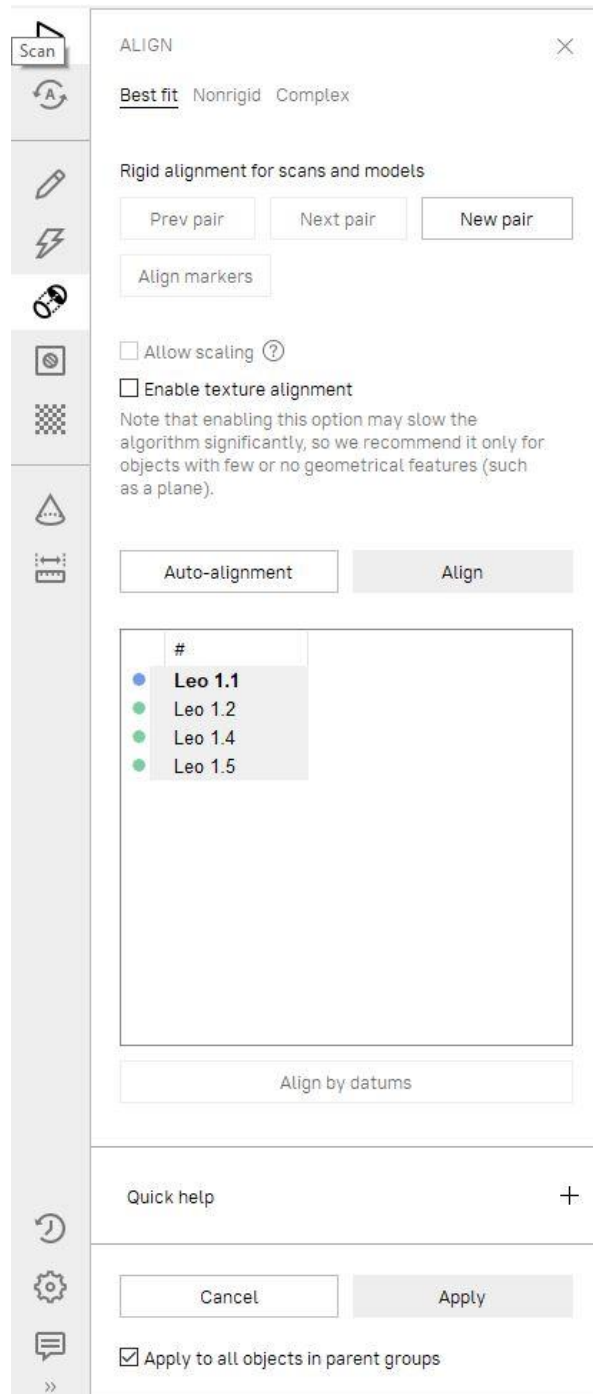 Scan
ALIGN
Best fit Nonrigid Complex
Rigid alignment for scans and models
Prev pair Next pair New pair
Align markers
Allow scaling ?
Enable texture alignment
Note that enabling this option may slow the
algorithm significantly, so we recommend it only for
objects with few or no geometrical features (such
as a plane).
Auto-alignment Align
#
Leo 1.1
Leo 1.2
Leo 1.4
Leo 1.5
Align by datums
Quick help +
Cancel Apply
Apply to all objects in parent groups
A
»